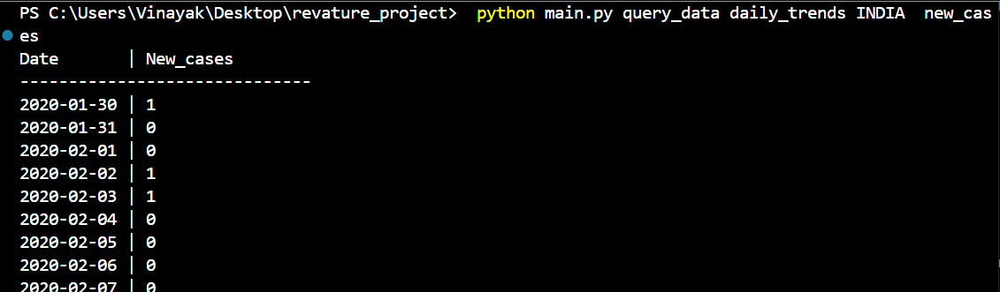 PS C:\Users\Vinayak\Desktop\revature_project>  python main.py query_data daily_trends INDIA  new_cas
es
Date       | New_cases
------------------------------
2020-01-30 | 1
2020-01-31 | 0
2020-02-01 | 0
2020-02-02 | 1
2020-02-03 | 1
2020-02-04 | 0
2020-02-05 | 0
2020-02-06 | 0
2020-02-07 | 0